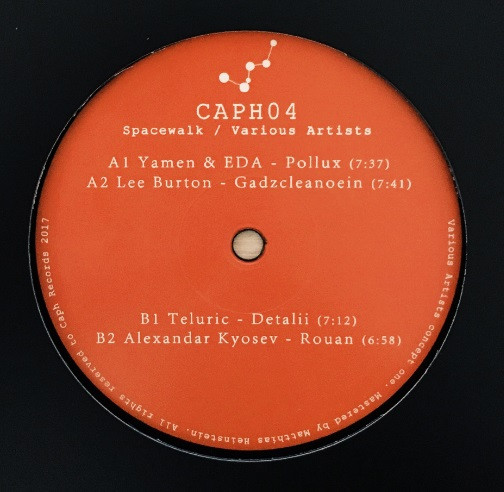 CAPH04
Spacewalk / Various Artists
A1 Yamen & EDA - Pollux (7:37)
A2 Lee Burton - Gadzcleanoein (7:41)
B1 Teluric - Detalii (7:12)
B2 Alexandar Kyosev - Rouan (6:58)
Various Artists concept one. Mastered by Matthias Heinstein. All rights reserved to Caph Records 2017